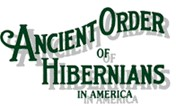 ANCIENT ORDER
OF
HIBERNIANS
IN AMERICA